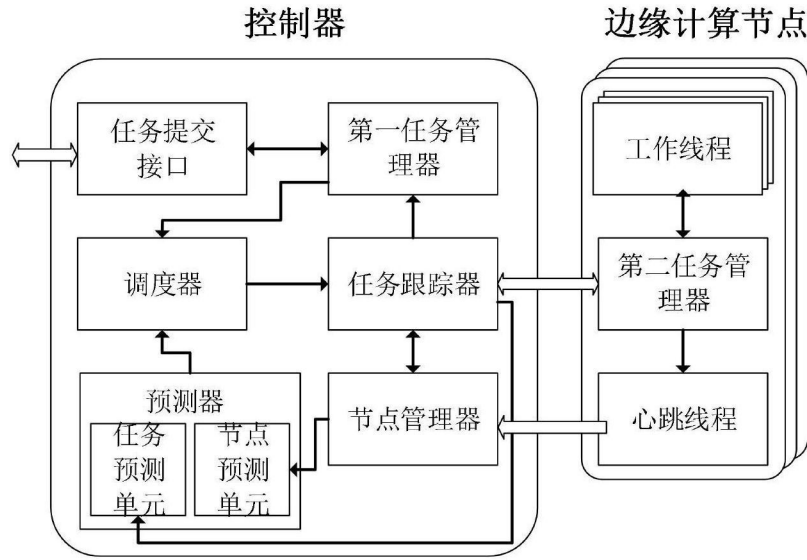 控制器
边缘计算节点
任务提交
接口
第一任务管
理器
工作线程
调度器
任务跟踪器
第二任务管
理器
预测器
任务
预测
单元
节点
预测
单元
节点管理器
心跳线程